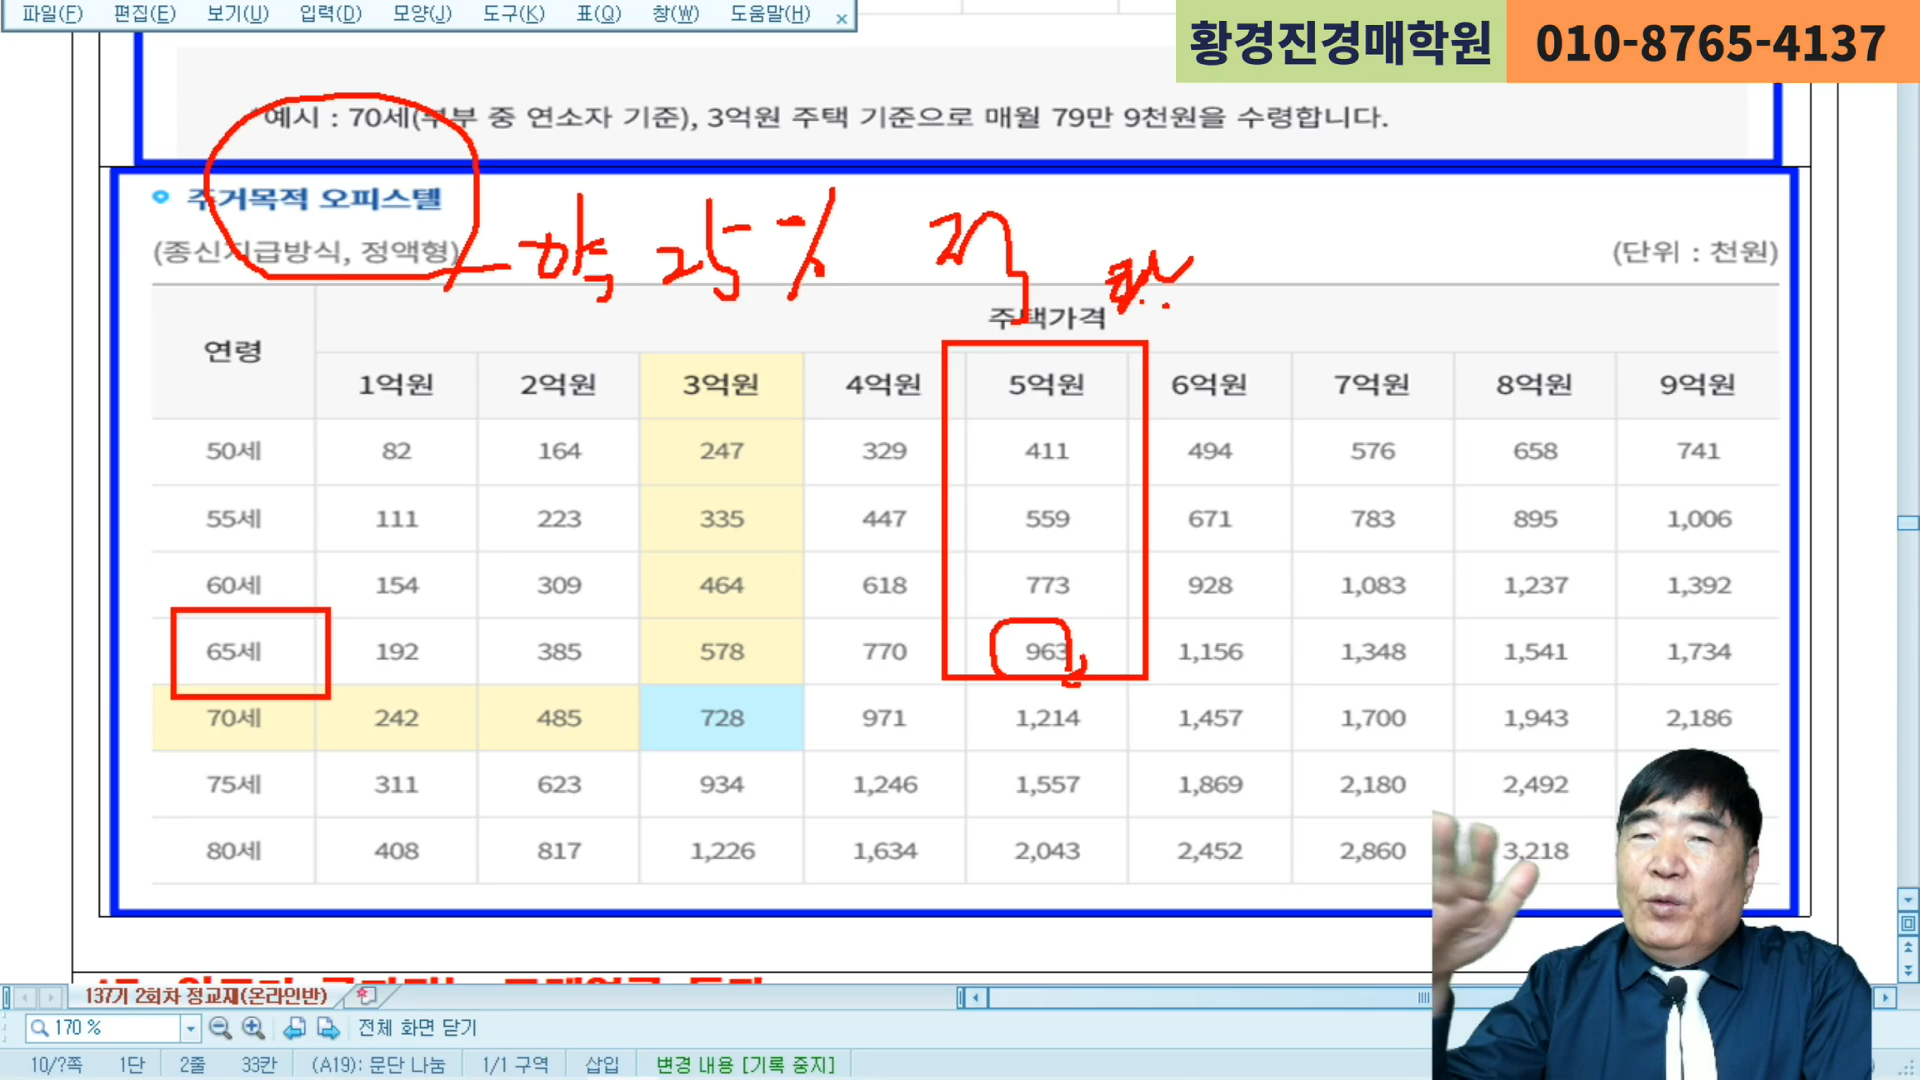 파일(F) 편집(E) 보기(U) 입력(D) 모양(J) 도구(K) 표(Q) 창(W) 도움말(H)
황경진경매학원 010-8765-4137
예시 : 70세(부부 중 연소자 기준), 3억원 주택 기준으로 매월 79만 9천원을 수령합니다.
주거목적 오피스텔
(종신지급방식, 정액형)
약 25%
(단위 : 천원)
연령 주택가격
1억원 2억원 3억원 4억원 5억원 6억원 7억원 8억원 9억원
50세 82 164 247 329 411 494 576 658 741
55세 111 223 335 447 559 671 783 895 1,006
60세 154 309 464 618 773 928 1,083 1,237 1,392
65세 192 385 578 770 963 1,156 1,348 1,541 1,734
70세 242 485 728 971 1,214 1,457 1,700 1,943 2,186
75세 311 623 934 1,246 1,557 1,869 2,180 2,492
80세 408 817 1,226 1,634 2,043 2,452 2,860 3,218
137기 2회차 정교재(온라인반)
170 % 전체 화면 닫기
10/?쪽 1단 2줄 33칸 (A19): 문단 나눔 1/1 구역 삽입 변경 내용 [기록 중지]